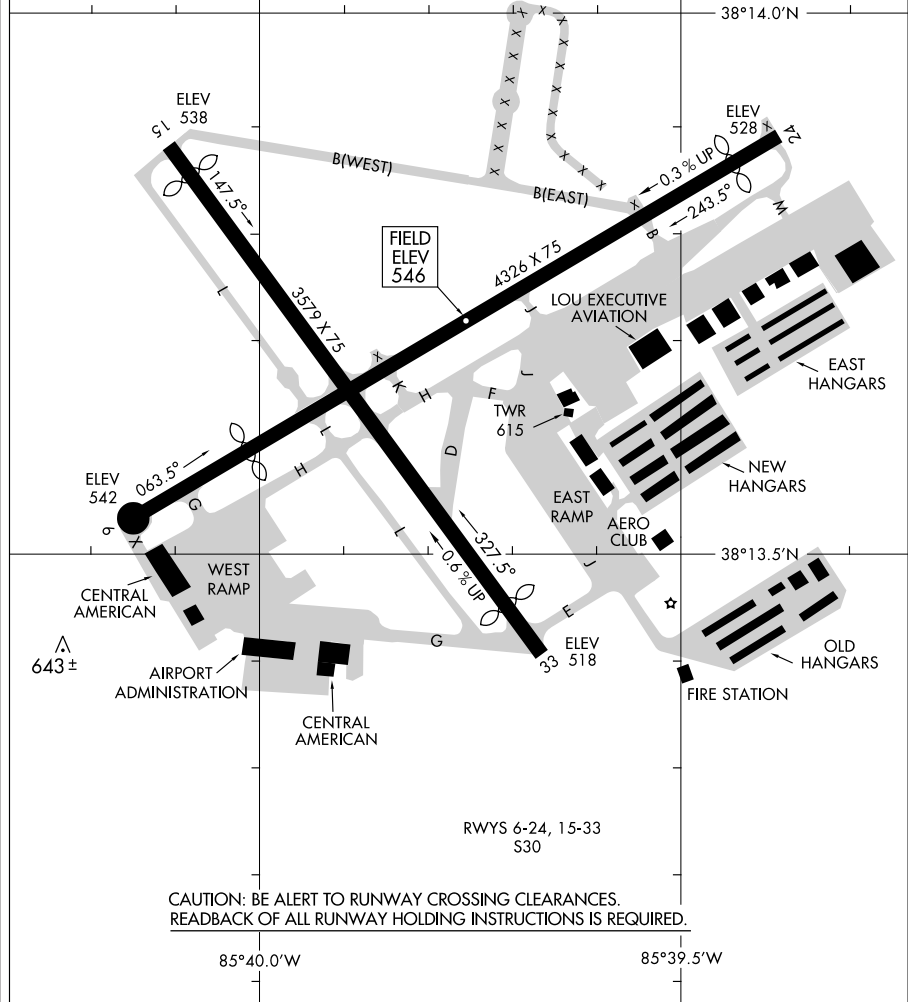 38°14.0'N
ELEV
538
15
ELEV
528
24
B(WEST)
0.3 % UP
147.5°
B(EAST)
243.5°
W
B
FIELD
ELEV
546
4326 X 75
L
3579 X 75
J
LOU EXECUTIVE
AVIATION
EAST
HANGARS
K
H
F
J
TWR
615
L
D
H
063.5°
ELEV
542
NEW
HANGARS
G
EAST
RAMP
AERO
CLUB
6
L
327.5°
38°13.5'N
0.6 % UP
J
WEST
RAMP
CENTRAL
AMERICAN
E
G
ELEV
518
33
OLD
HANGARS
643 ±
AIRPORT
ADMINISTRATION
FIRE STATION
CENTRAL
AMERICAN
RWYS 6-24, 15-33
S30
CAUTION: BE ALERT TO RUNWAY CROSSING CLEARANCES.
READBACK OF ALL RUNWAY HOLDING INSTRUCTIONS IS REQUIRED.
85°40.0'W
85°39.5'W